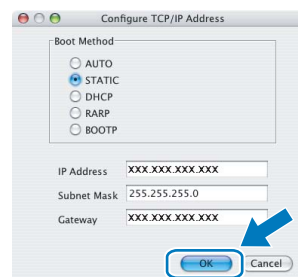 Configure TCP/IP Address
Boot Method
AUTO
STATIC
DHCP
RARP
BOOTP
IP Address XXX.XXX.XXX.XXX
Subnet Mask 255.255.255.0
Gateway XXX.XXX.XXX.XXX
OK Cancel